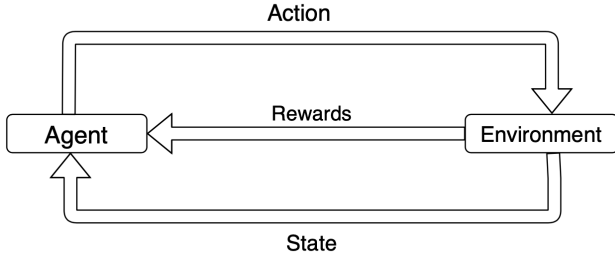 Action
Rewards
Agent
Environment
State